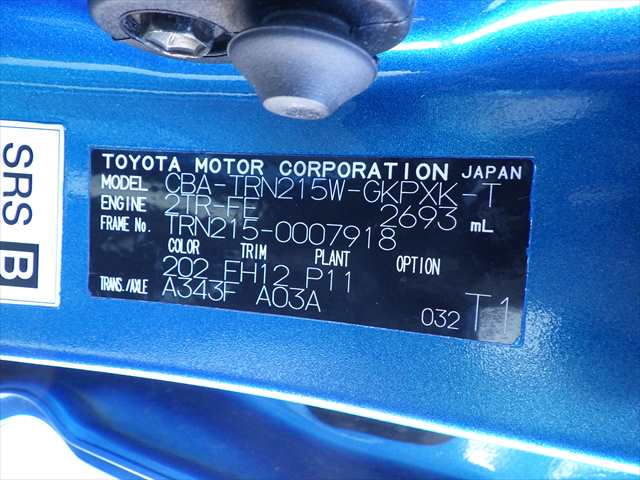 TOYOTA MOTOR CORPORATION JAPAN
MODEL CBA-TRN215W-GKPXK-T
ENGINE 2TR-FE 2693 mL
FRAME No. TRN215-0007918
COLOR TRIM PLANT OPTION
202 FH12 P11
TRANS./AXLE A343F A03A
032 T1
SRS B